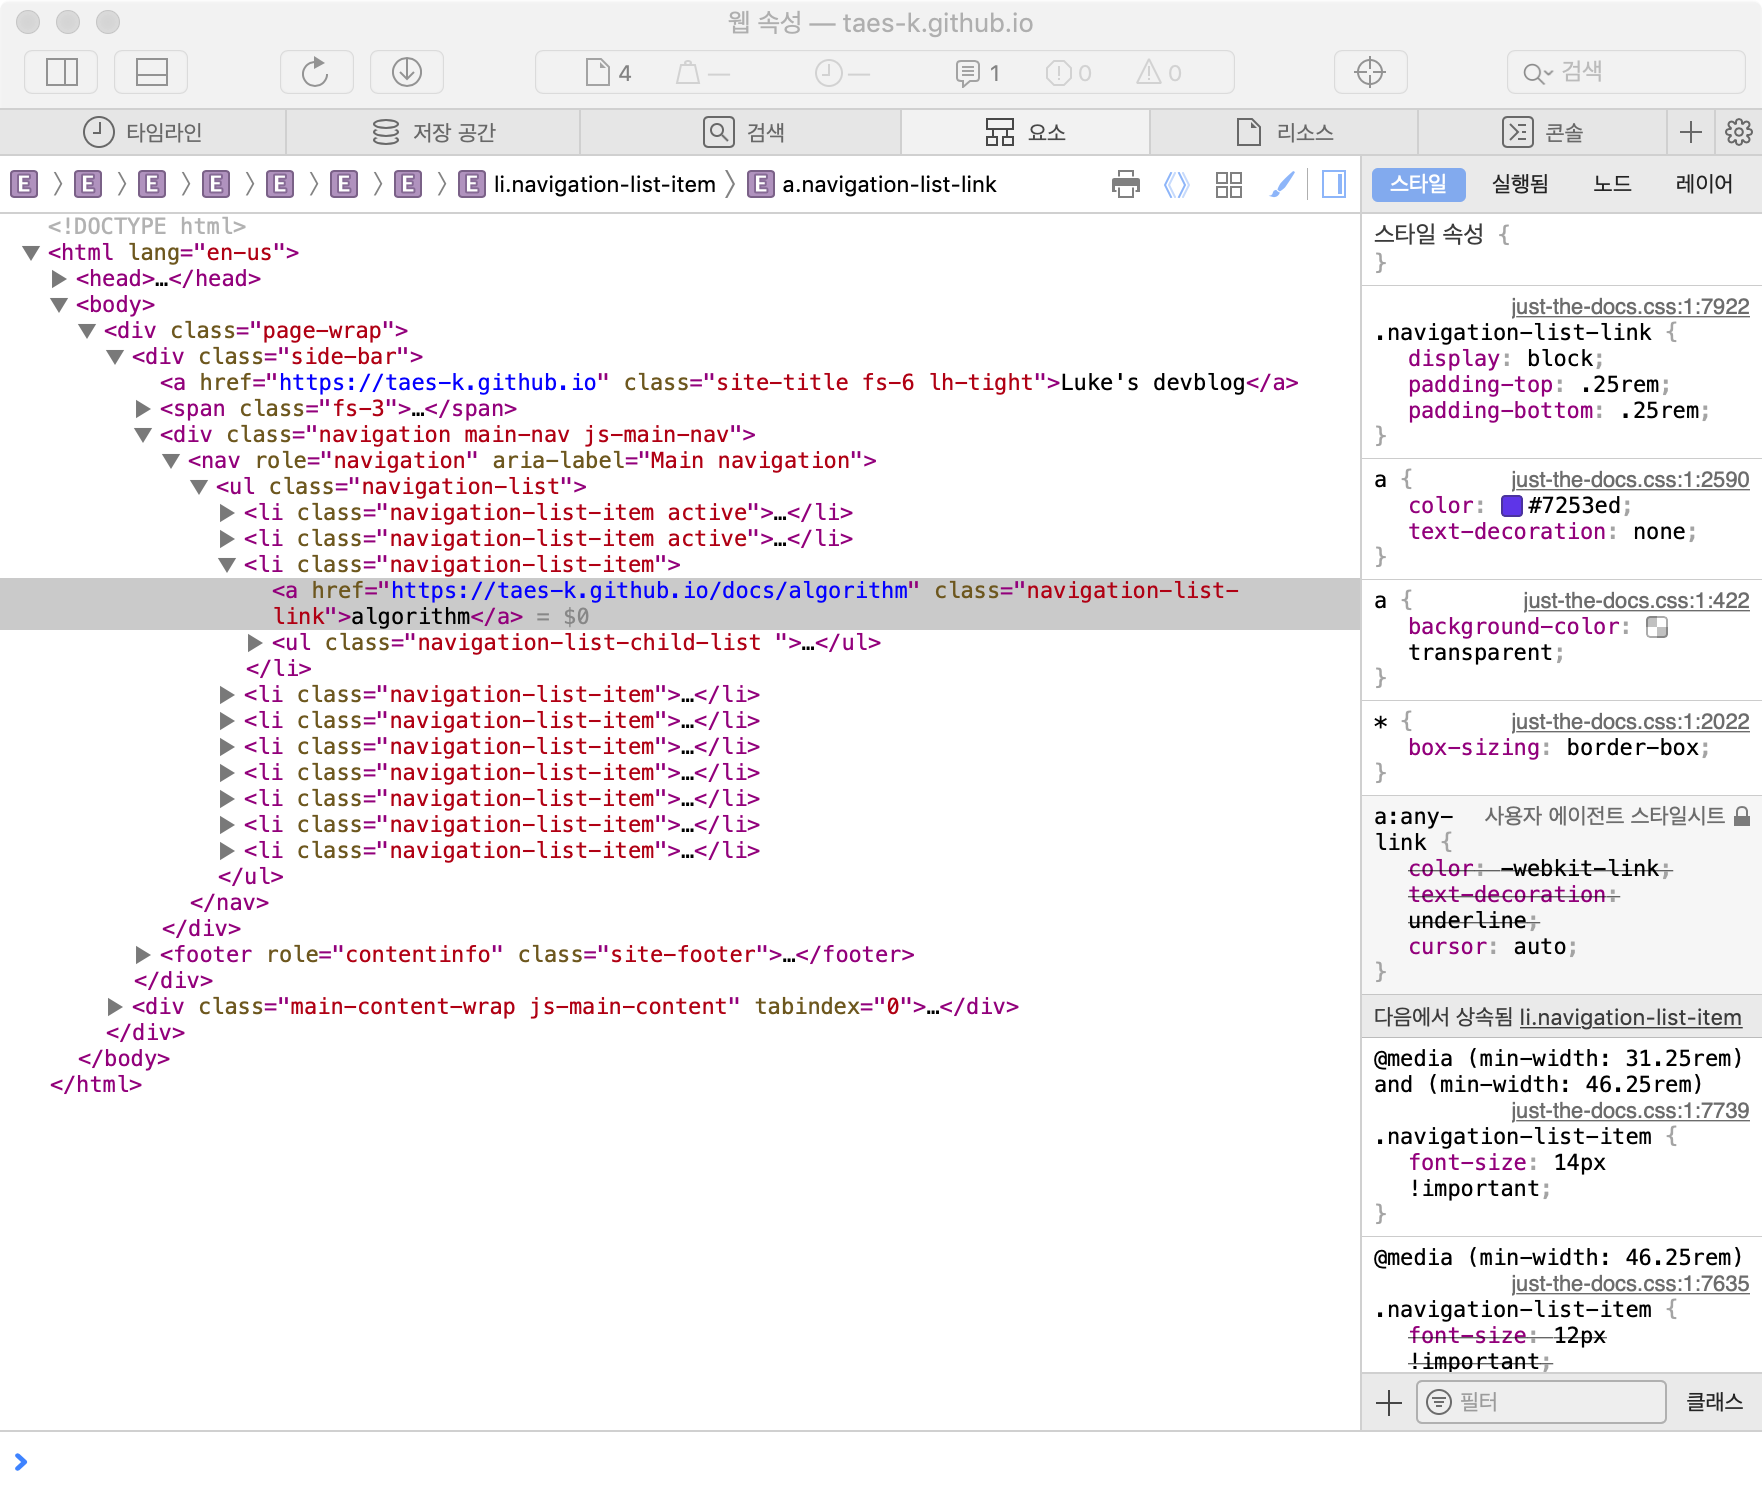 웹 속성 — taes-k.github.io
4 — — 1 0 0 검색
타임라인 저장 공간 검색 요소 리소스 콘솔
E E E E E E E E li.navigation-list-item E a.navigation-list-link
<!DOCTYPE html>
<html lang="en-us">
<head>…</head>
<body>
<div class="page-wrap">
<div class="side-bar">
<a href="https://taes-k.github.io" class="site-title fs-6 lh-tight">Luke's devblog</a>
<span class="fs-3">…</span>
<div class="navigation main-nav js-main-nav">
<nav role="navigation" aria-label="Main navigation">
<ul class="navigation-list">
<li class="navigation-list-item active">…</li>
<li class="navigation-list-item active">…</li>
<li class="navigation-list-item">
<a href="https://taes-k.github.io/docs/algorithm" class="navigation-list-
link">algorithm</a> = $0
<ul class="navigation-list-child-list ">…</ul>
</li>
<li class="navigation-list-item">…</li>
<li class="navigation-list-item">…</li>
<li class="navigation-list-item">…</li>
<li class="navigation-list-item">…</li>
<li class="navigation-list-item">…</li>
<li class="navigation-list-item">…</li>
<li class="navigation-list-item">…</li>
</ul>
</nav>
</div>
<footer role="contentinfo" class="site-footer">…</footer>
</div>
<div class="main-content-wrap js-main-content" tabindex="0">…</div>
</div>
</body>
</html>
스타일 실행됨 노드 레이어
스타일 속성 {
}
just-the-docs.css:1:7922
.navigation-list-link {
display: block;
padding-top: .25rem;
padding-bottom: .25rem;
}
a { just-the-docs.css:1:2590
color: #7253ed;
text-decoration: none;
}
a { just-the-docs.css:1:422
background-color:
transparent;
}
* { just-the-docs.css:1:2022
box-sizing: border-box;
}
a:any- 사용자 에이전트 스타일시트
link {
color: -webkit-link;
text-decoration:
underline;
cursor: auto;
}
다음에서 상속됨 li.navigation-list-item
@media (min-width: 31.25rem)
and (min-width: 46.25rem)
just-the-docs.css:1:7739
.navigation-list-item {
font-size: 14px
!important;
}
@media (min-width: 46.25rem)
just-the-docs.css:1:7635
.navigation-list-item {
font-size: 12px
!important;
필터 클래스